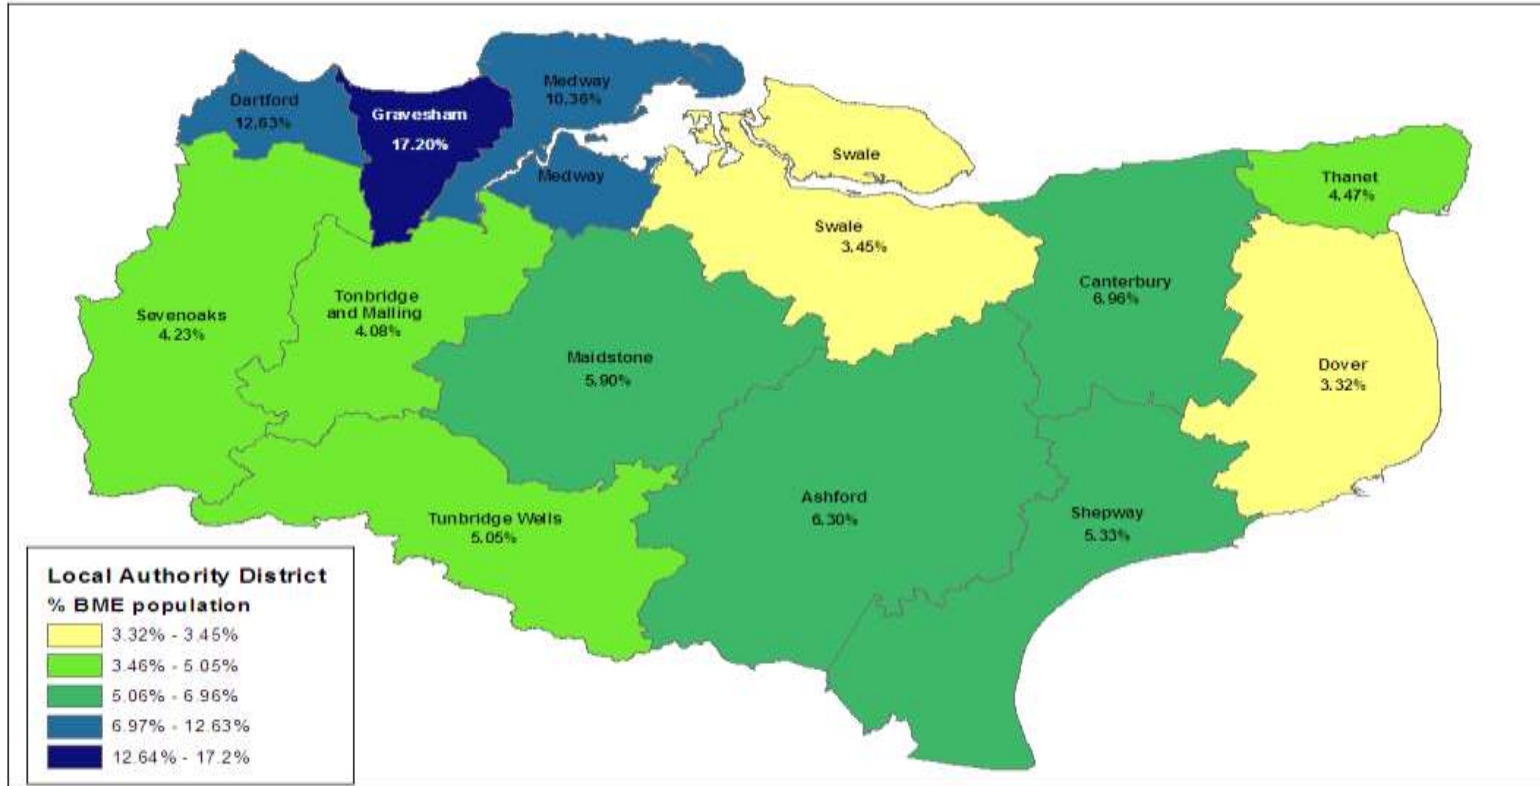 Medway
10.36%
Dartford
12.63%
Gravesham
17.20%
Medway
Swale
Thanet
4.47%
Swale
3.45%
Canterbury
6.96%
Sevenoaks
4.23%
Tonbridge
and Malling
4.08%
Maidstone
5.90%
Dover
3.32%
Ashford
6.30%
Shepway
5.33%
Tunbridge Wells
5.05%
Local Authority District
% BME population
3.32% - 3.45%
3.46% - 5.05%
5.06% - 6.96%
6.97% - 12.63%
12.64% - 17.2%